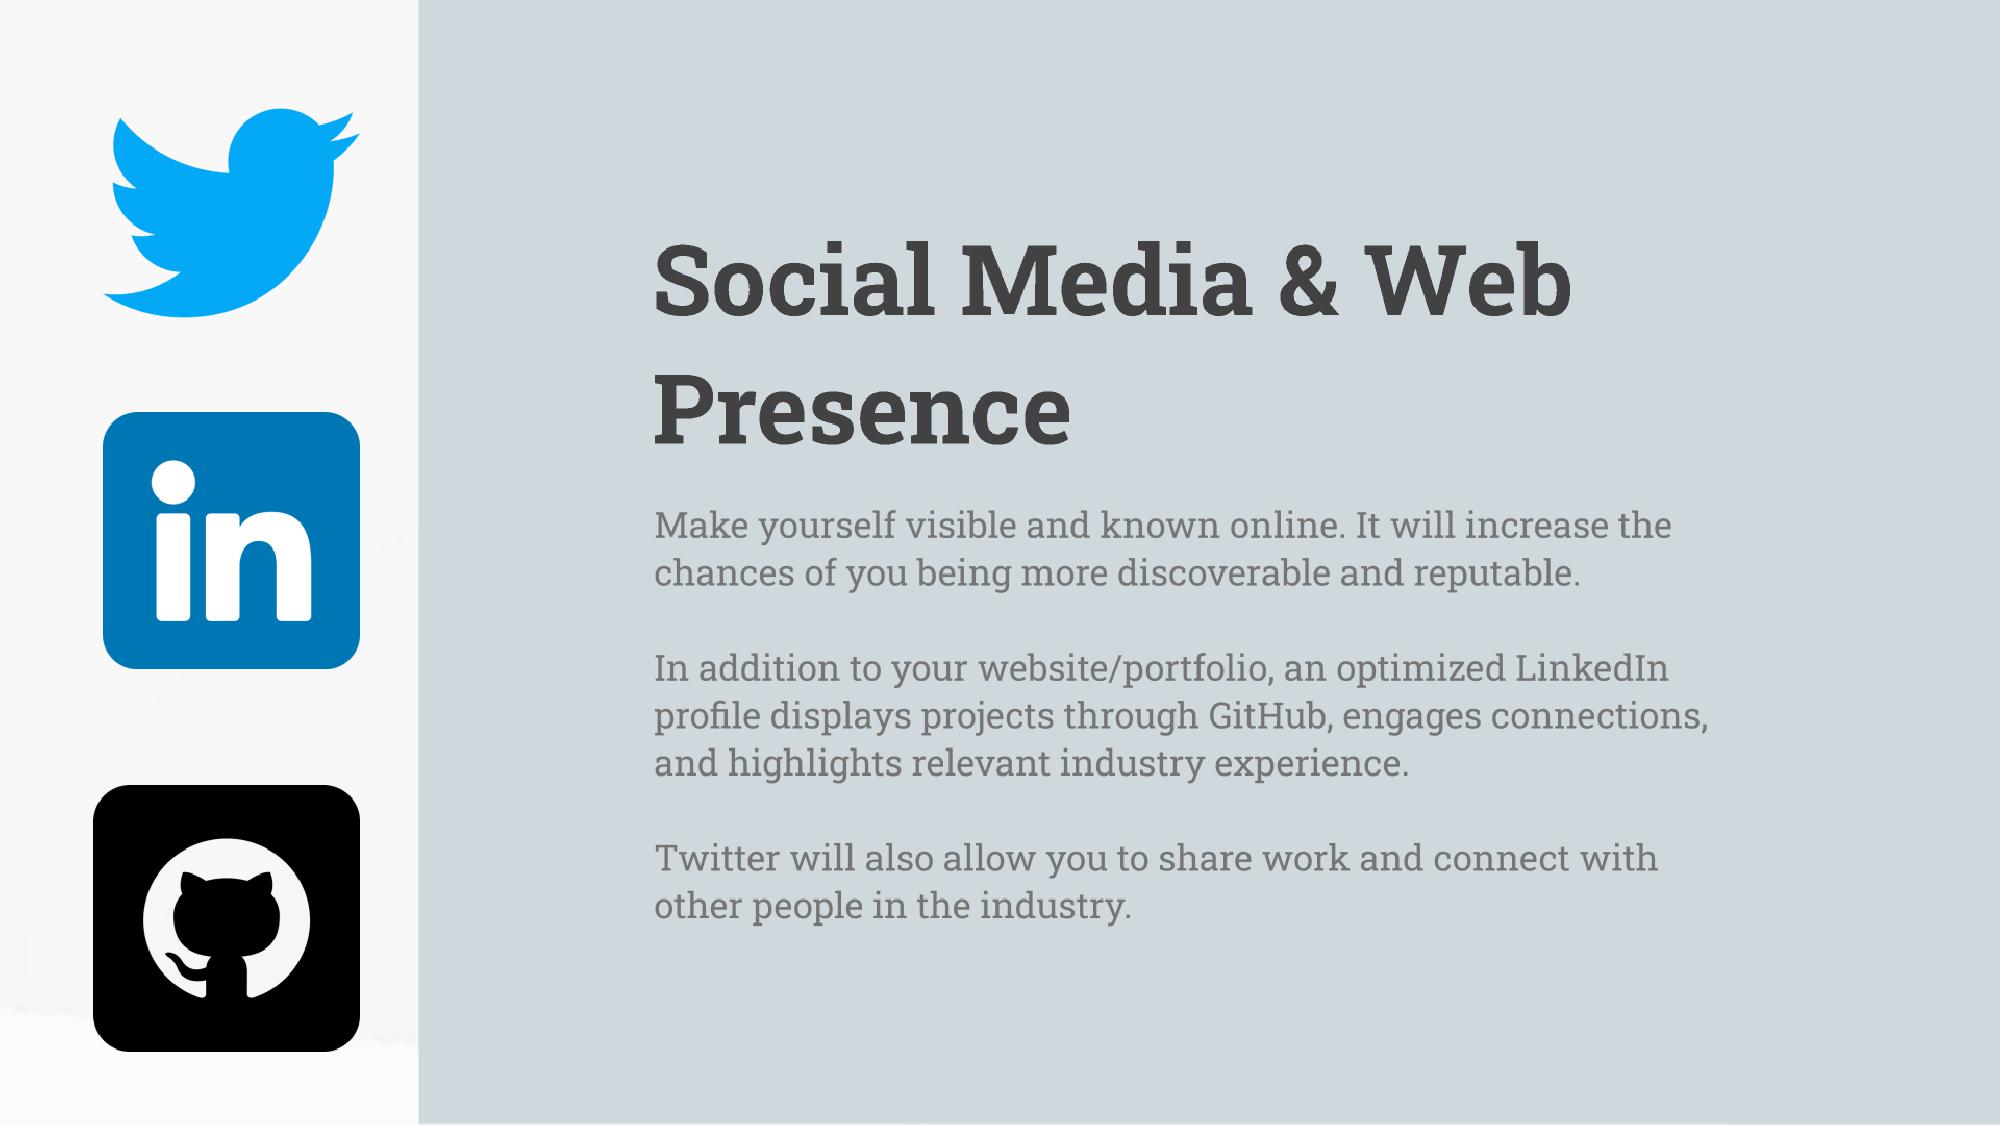 in
Social Media & Web
Presence
Make yourself visible and known online. It will increase the
chances of you being more discoverable and reputable.
In addition to your website/portfolio, an optimized LinkedIn
profile displays projects through GitHub, engages connections,
and highlights relevant industry experience.
Twitter will also allow you to share work and connect with
other people in the industry.